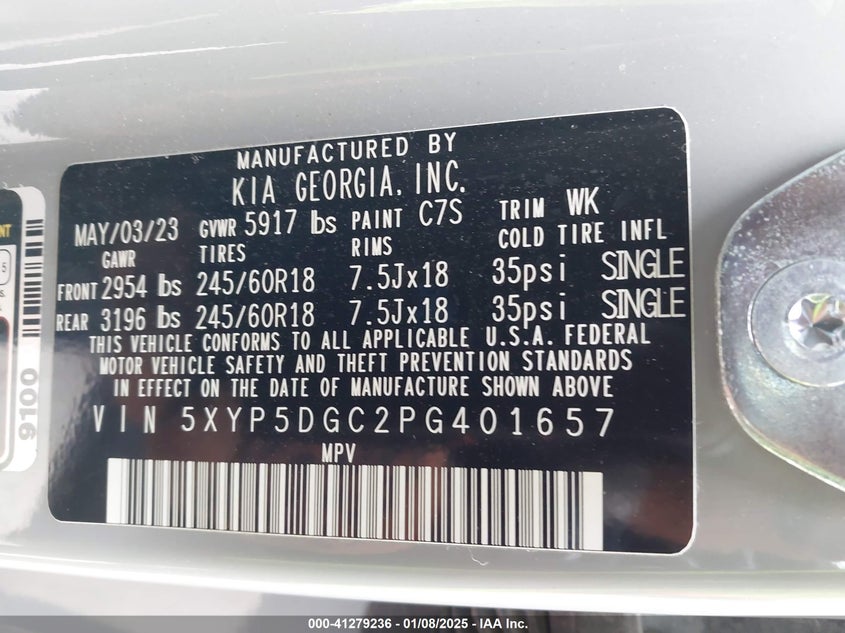 MANUFACTURED BY
KIA GEORGIA, INC.
MAY/03/23 GVWR 5917 lbs PAINT C7S TRIM WK
GAWR TIRES RIMS COLD TIRE INFL
FRONT 2954 lbs 245/60R18 7.5Jx18 35psi SINGLE
REAR 3196 lbs 245/60R18 7.5Jx18 35psi SINGLE
THIS VEHICLE CONFORMS TO ALL APPLICABLE U.S.A. FEDERAL
MOTOR VEHICLE SAFETY AND THEFT PREVENTION STANDARDS
IN EFFECT ON THE DATE OF MANUFACTURE SHOWN ABOVE
VIN 5XYP5DGC2PG401657
MPV
9100
000-41279236 - 01/08/2025 - IAA Inc.